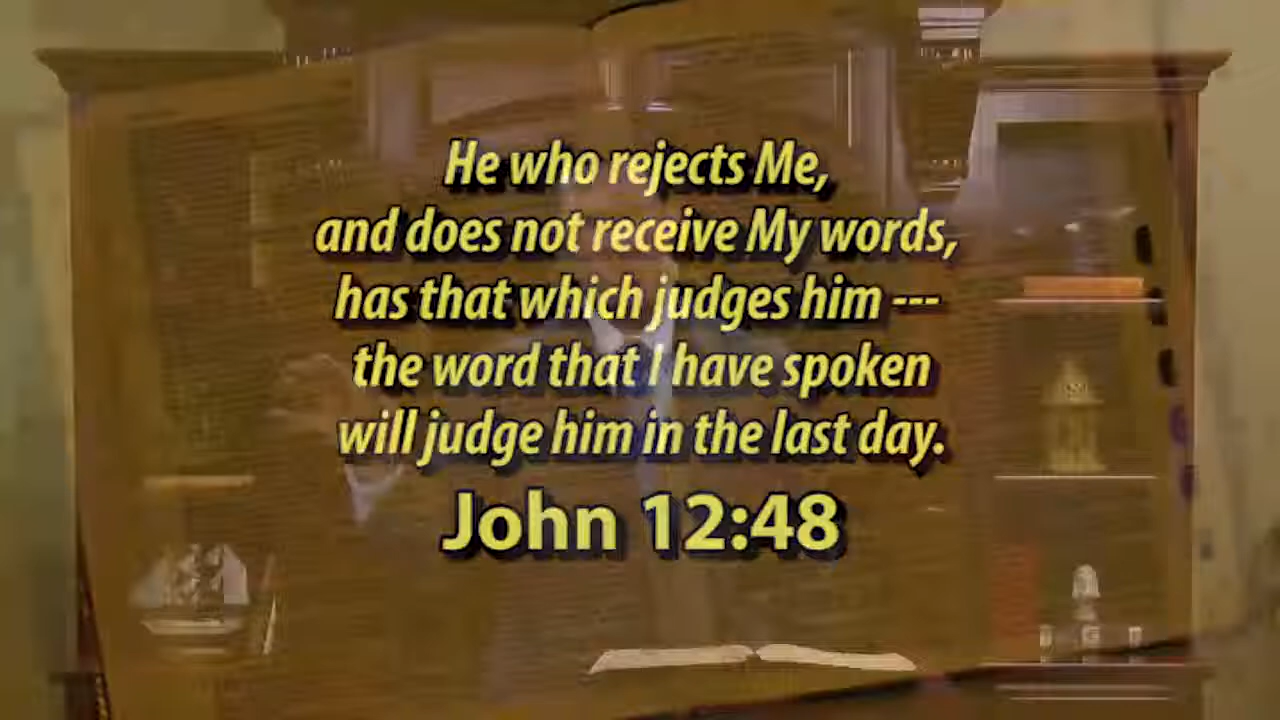 He who rejects Me,
and does not receive My words,
has that which judges him ---
the word that I have spoken
will judge him in the last day.
John 12:48